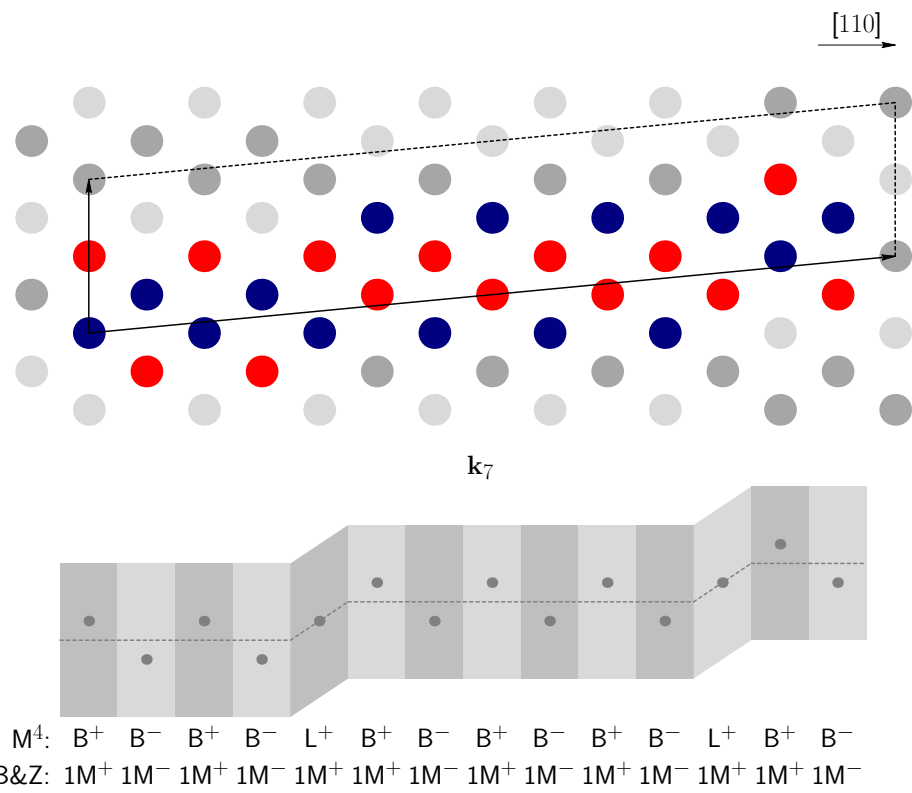 [110]
k₇
M⁴: B⁺ B⁻ B⁺ B⁻ L⁺ B⁺ B⁻ B⁺ B⁻ B⁺ B⁻ L⁺ B⁺ B⁻
B&Z: 1M⁺ 1M⁻ 1M⁺ 1M⁻ 1M⁺ 1M⁺ 1M⁻ 1M⁺ 1M⁻ 1M⁺ 1M⁻ 1M⁺ 1M⁺ 1M⁻